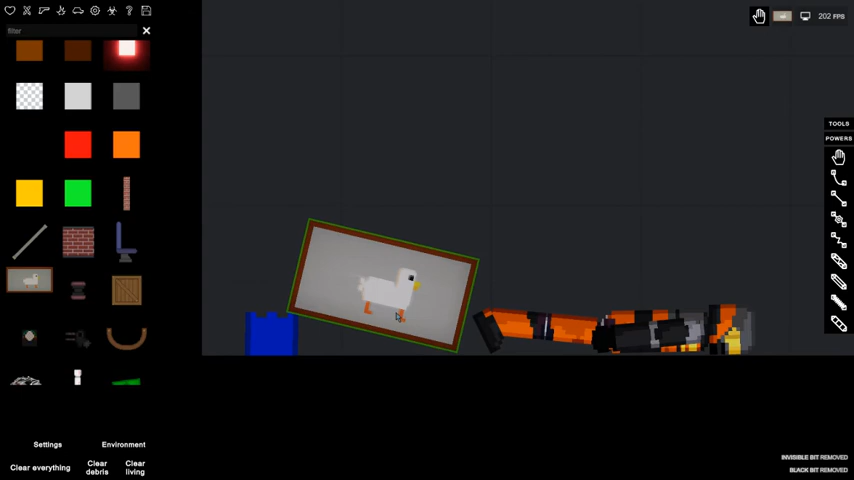 202 FPS
filter
TOOLS
POWERS
Settings
Environment
Clear everything
Clear debris
Clear living
INVISIBLE BIT REMOVED
BLACK BIT REMOVED